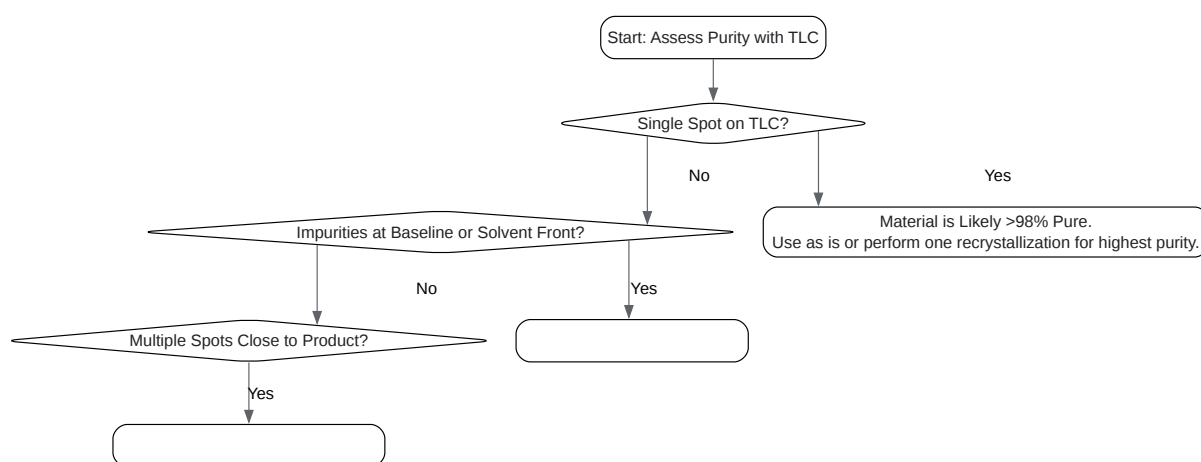 Start: Assess Purity with TLC
Single Spot on TLC?
No
Yes
Material is Likely >98% Pure.
Use as is or perform one recrystallization for highest purity.
Impurities at Baseline or Solvent Front?
No
Yes
Multiple Spots Close to Product?
Yes